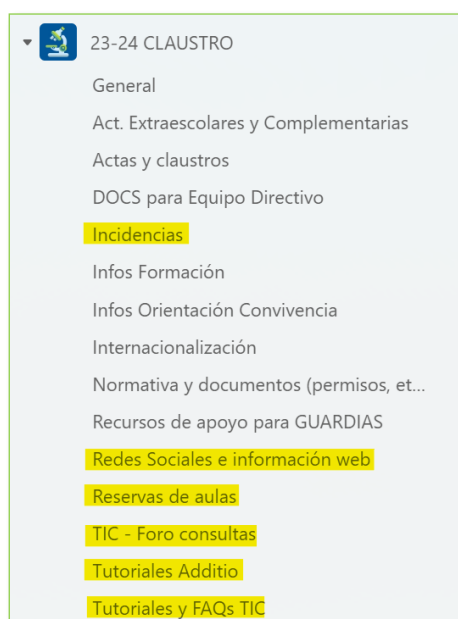 23-24 CLAUSTRO
General
Act. Extraescolares y Complementarias
Actas y claustros
DOCS para Equipo Directivo
Incidencias
Infos Formación
Infos Orientación Convivencia
Internacionalización
Normativa y documentos (permisos, et...
Recursos de apoyo para GUARDIAS
Redes Sociales e información web
Reservas de aulas
TIC - Foro consultas
Tutoriales Additio
Tutoriales y FAQs TIC